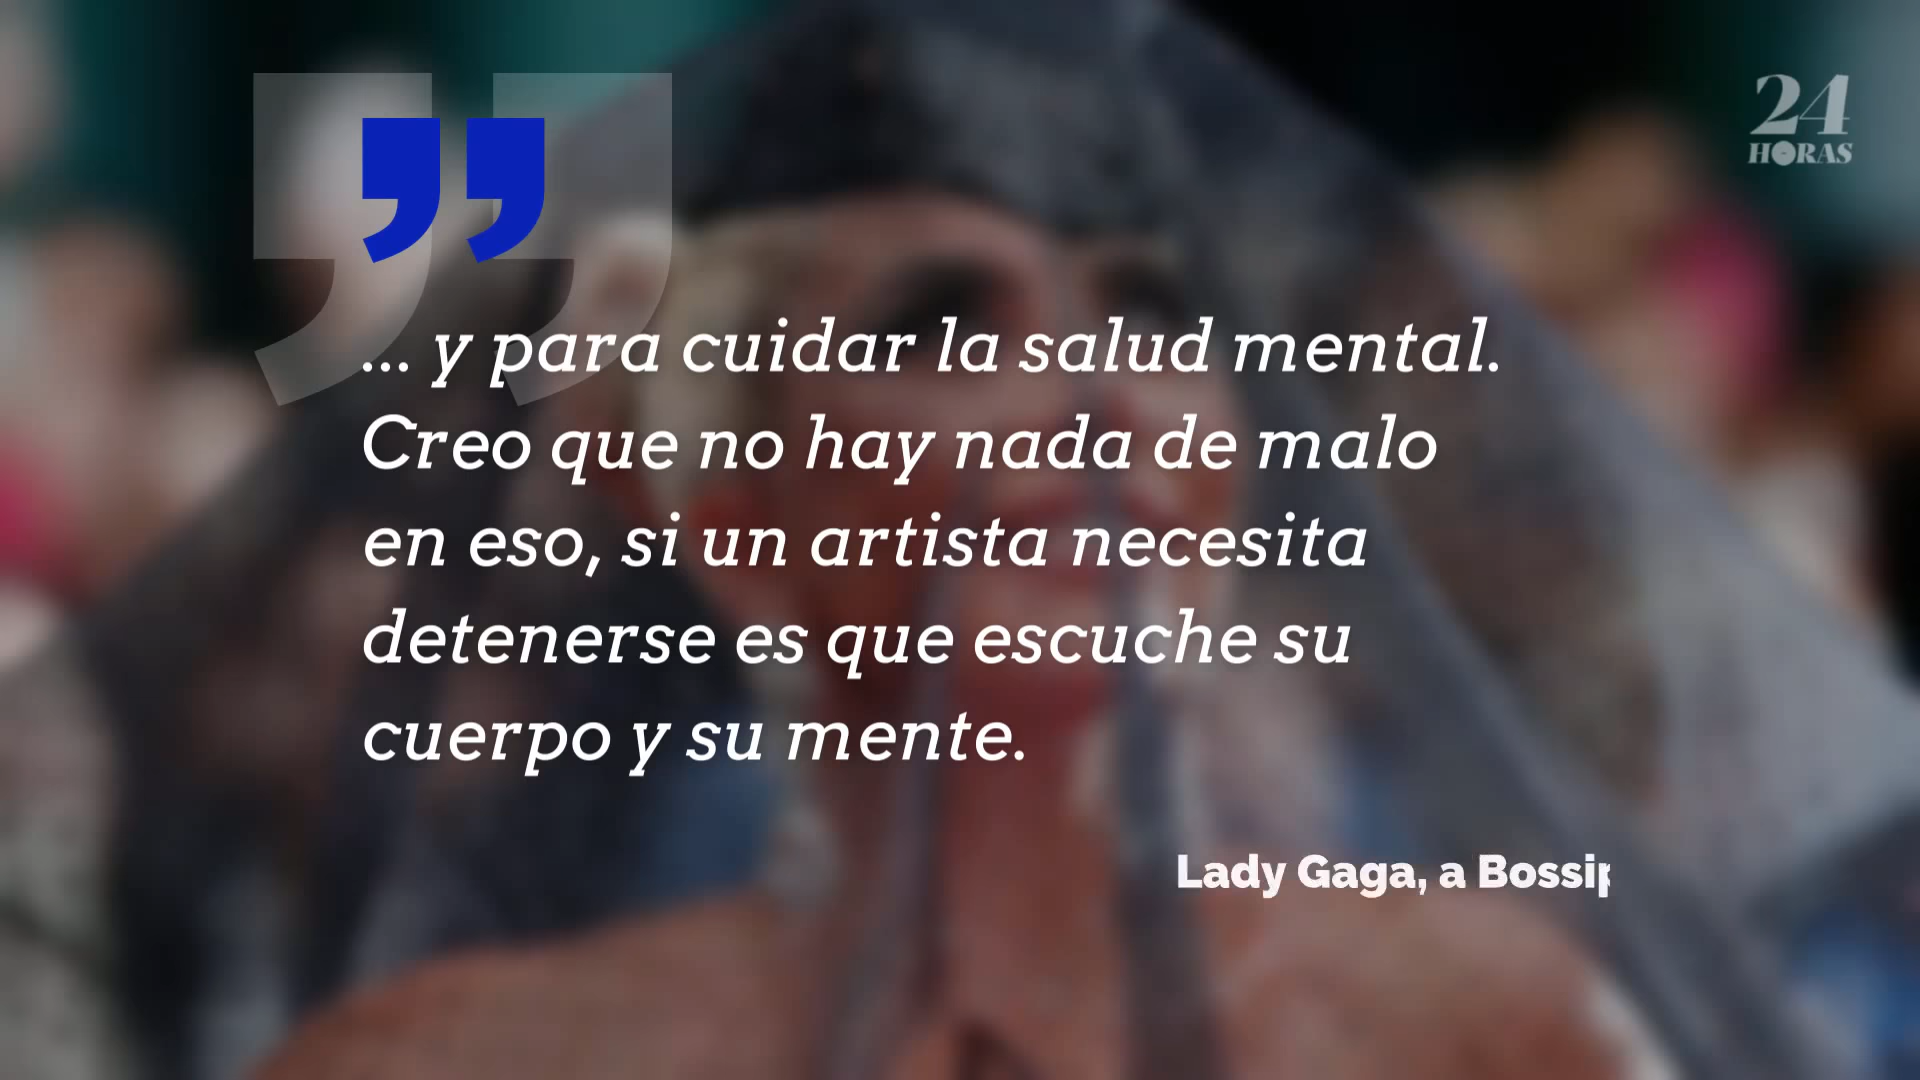 24
HORAS
... y para cuidar la salud mental.
Creo que no hay nada de malo
en eso, si un artista necesita
detenerse es que escuche su
cuerpo y su mente.
Lady Gaga, a Bossip